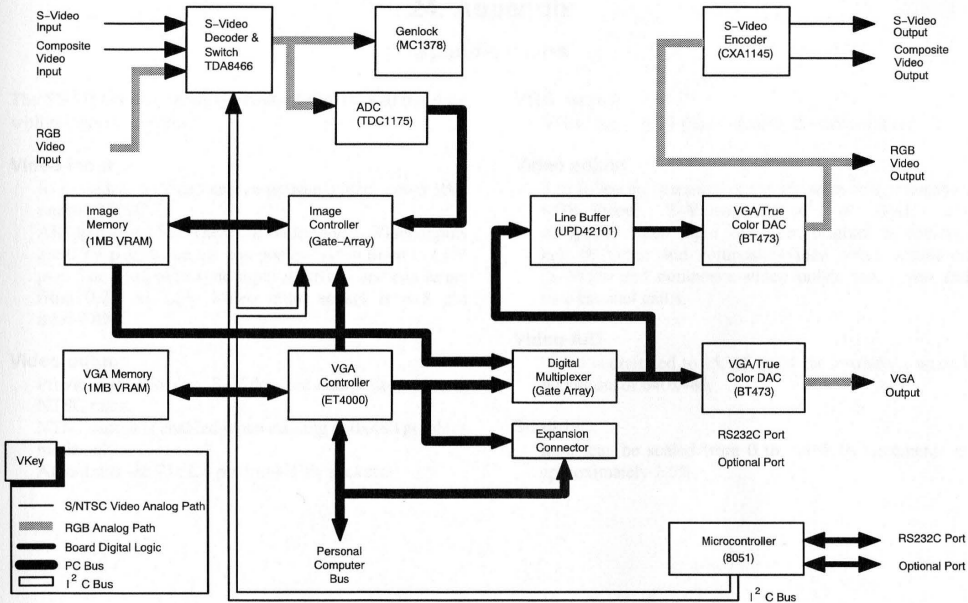 S–Video
Input
Composite
Video
Input
RGB
Video
Input
S–Video
Decoder &
Switch
TDA8466
Genlock
(MC1378)
ADC
(TDC1175)
S–Video
Encoder
(CXA1145)
S–Video
Output
Composite
Video
Output
RGB
Video
Output
Image
Memory
(1MB VRAM)
Image
Controller
(Gate–Array)
Line Buffer
(UPD42101)
VGA/True
Color DAC
(BT473)
VGA Memory
(1MB VRAM)
VGA
Controller
(ET4000)
Digital
Multiplexer
(Gate Array)
VGA/True
Color DAC
(BT473)
VGA
Output
Expansion
Connector
RS232C Port
Optional Port
Personal
Computer
Bus
Microcontroller
(8051)
RS232C Port
Optional Port
I² C Bus
VKey
S/NTSC Video Analog Path
RGB Analog Path
Board Digital Logic
PC Bus
I² C Bus